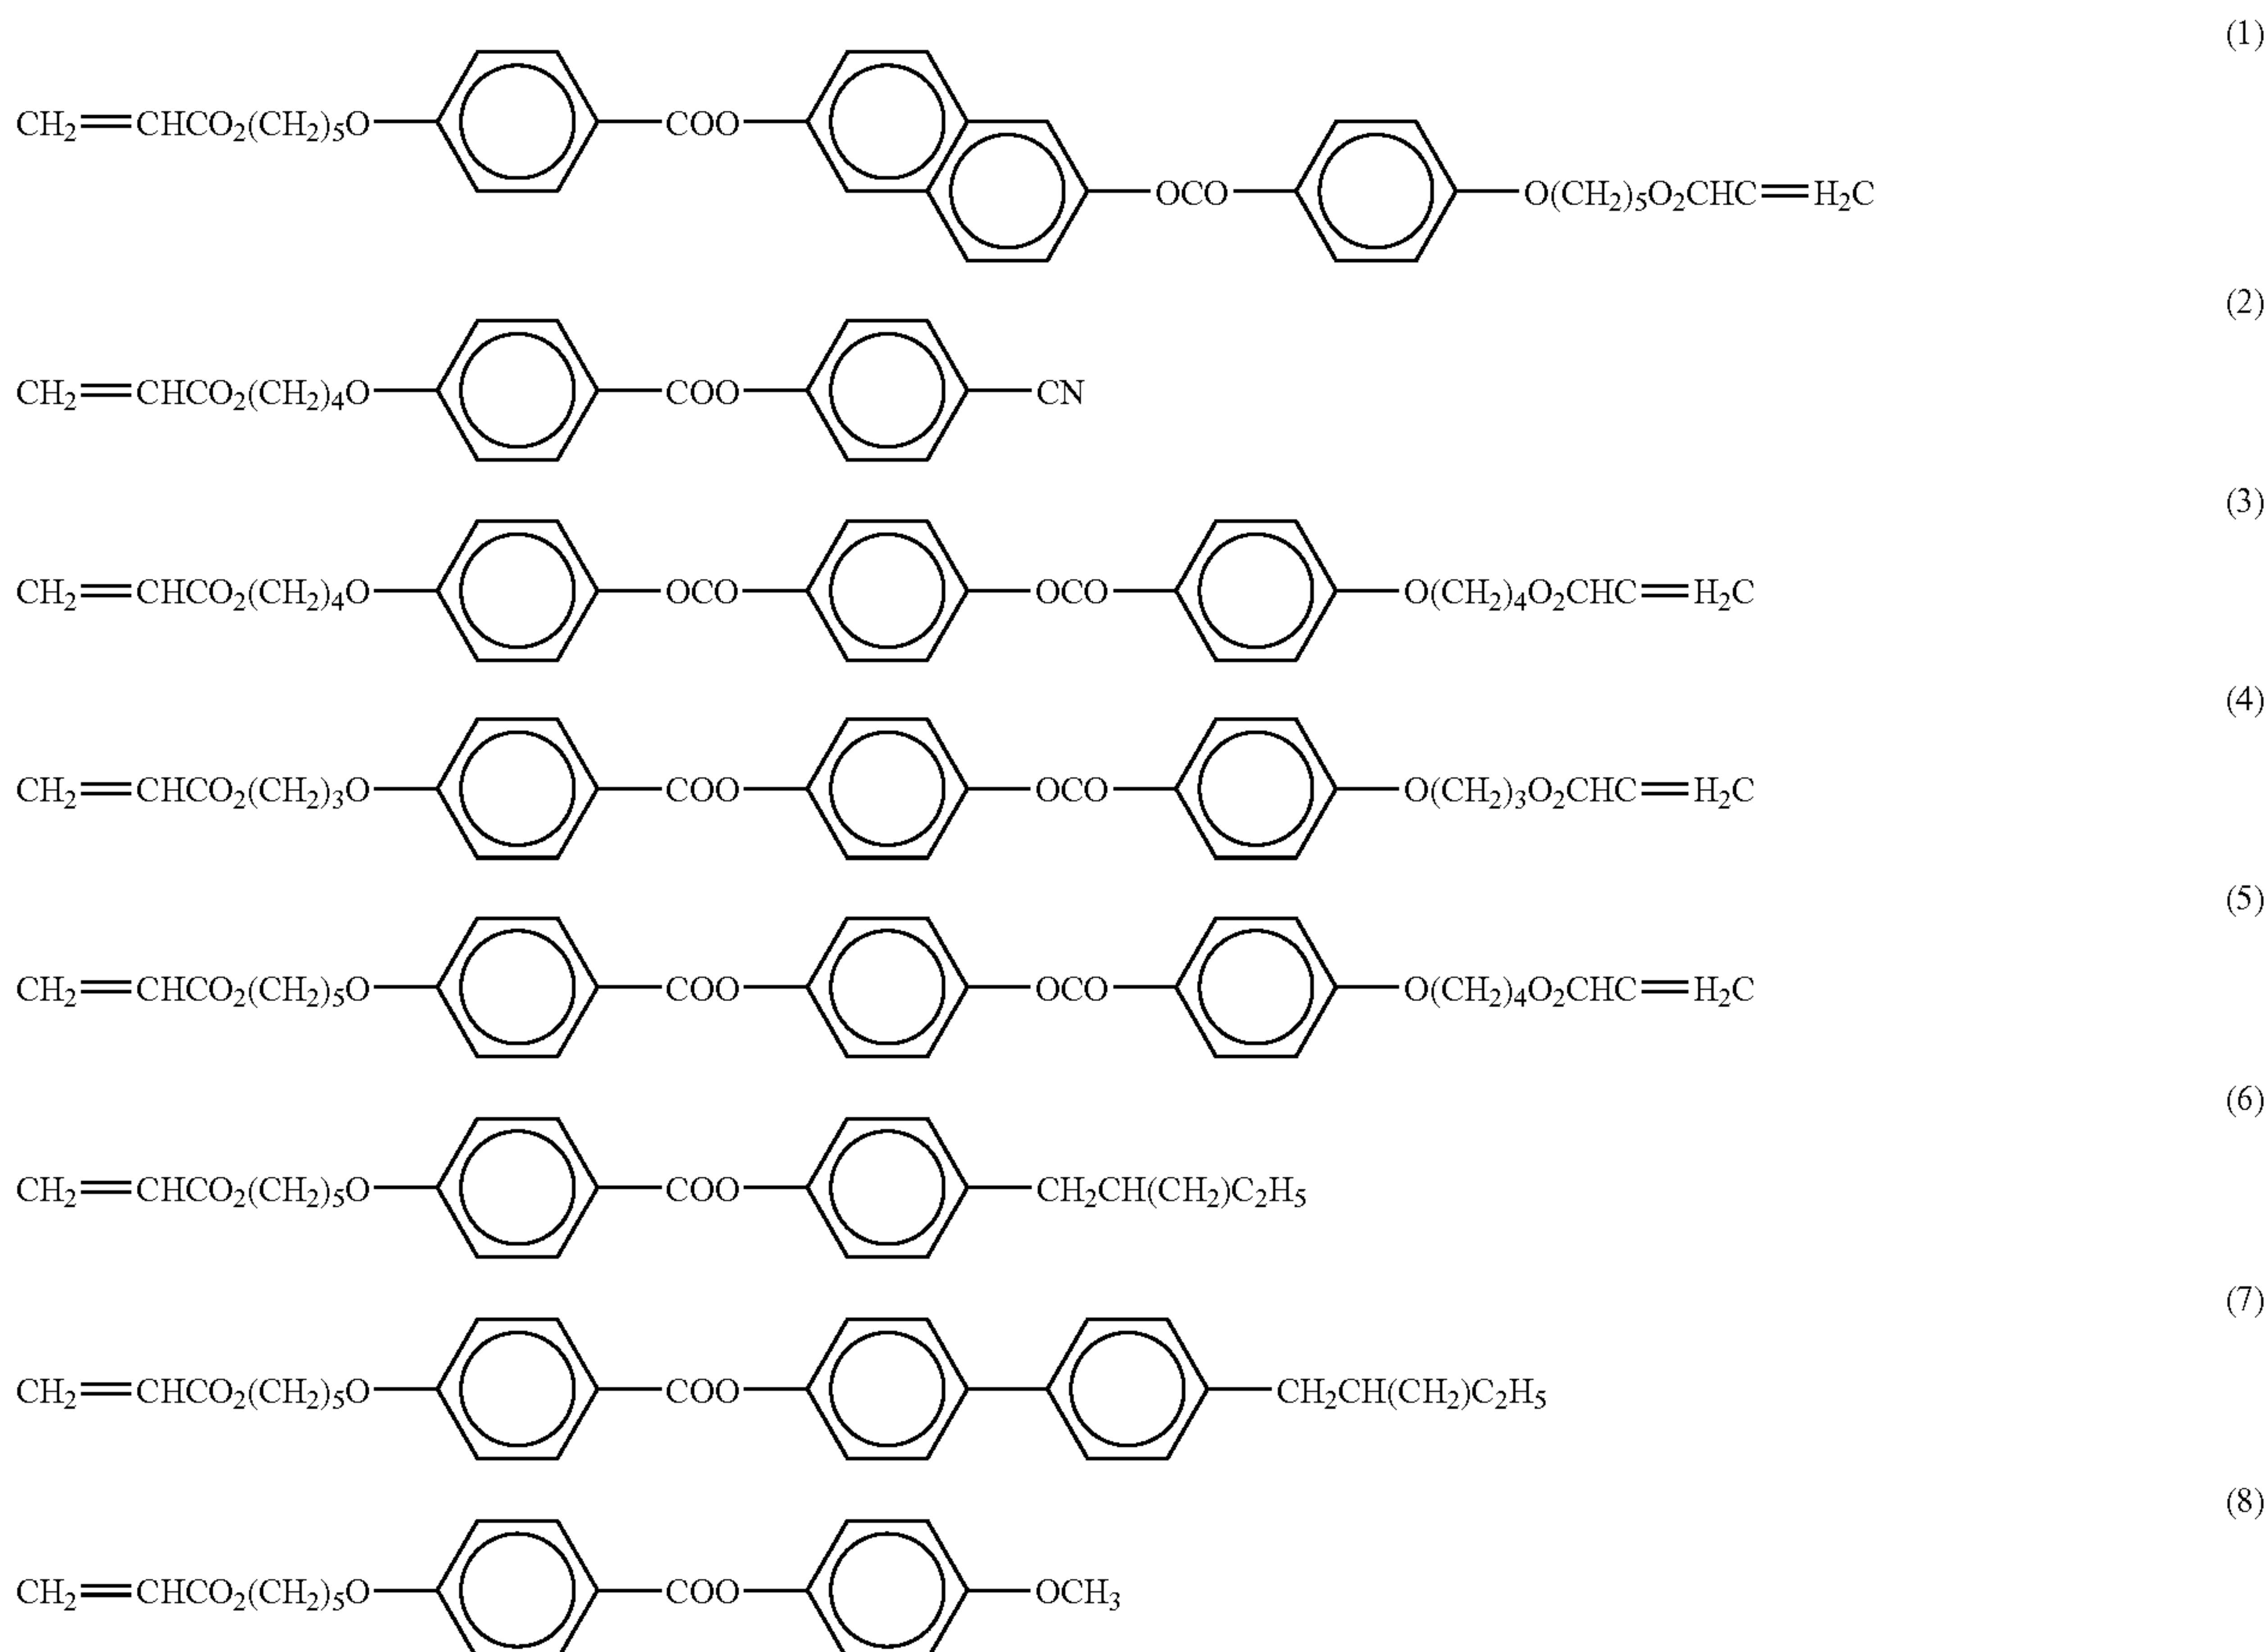 (1)
CH2=CHCO2(CH2)5O COO OCO O(CH2)5O2CHC=H2C
(2)
CH2=CHCO2(CH2)4O COO CN
(3)
CH2=CHCO2(CH2)4O OCO OCO O(CH2)4O2CHC=H2C
(4)
CH2=CHCO2(CH2)3O COO OCO O(CH2)3O2CHC=H2C
(5)
CH2=CHCO2(CH2)5O COO OCO O(CH2)4O2CHC=H2C
(6)
CH2=CHCO2(CH2)5O COO CH2CH(CH2)C2H5
(7)
CH2=CHCO2(CH2)5O COO CH2CH(CH2)C2H5
(8)
CH2=CHCO2(CH2)5O COO OCH3